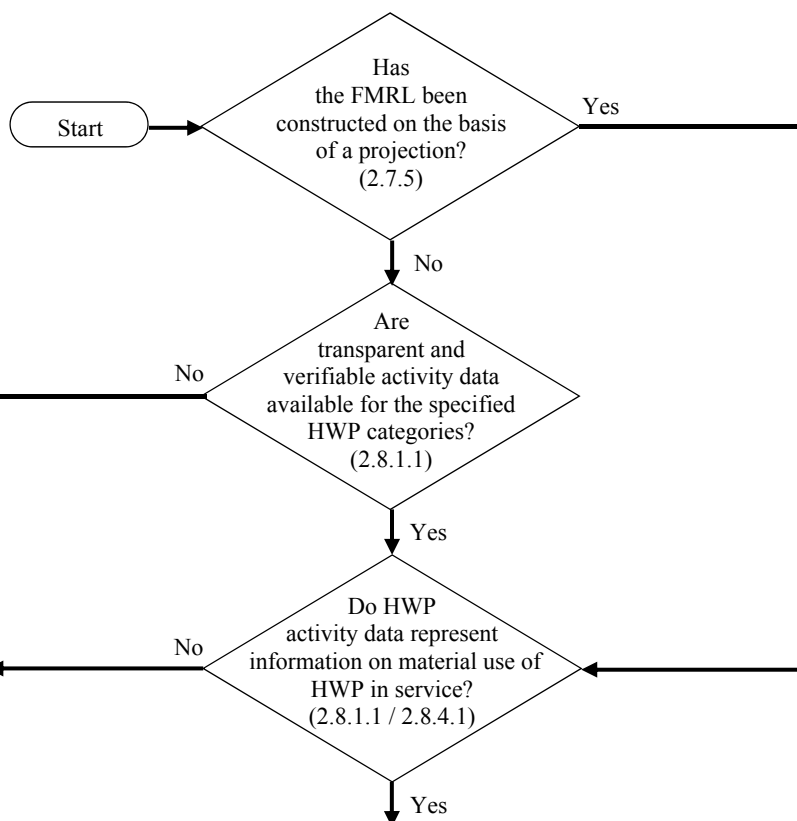 Has
the FMRL been
constructed on the basis
of a projection?
(2.7.5)
Start
Yes
No
Are
transparent and
verifiable activity data
available for the specified
HWP categories?
(2.8.1.1)
No
Yes
Do HWP
activity data represent
information on material use of
HWP in service?
(2.8.1.1 / 2.8.4.1)
No
Yes